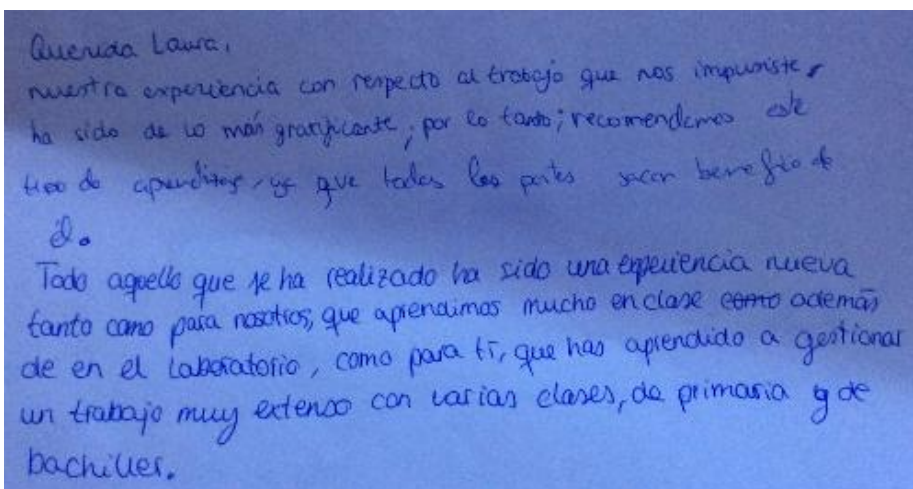 Querida Laura,
nuestra experiencia con respecto al trabajo que nos impusiste,
ha sido de lo más gratificante, por lo tanto; recomendamos este
tipo de aprendizaje, ya que todas las partes sacan beneficio de
él.
Todo aquello que se ha realizado ha sido una experiencia nueva
tanto como para nosotros, que aprendimos mucho en clase como además
de en el laboratorio, como para ti, que has aprendido a gestionar
un trabajo muy extenso con varias clases, de primaria y de
bachiller.